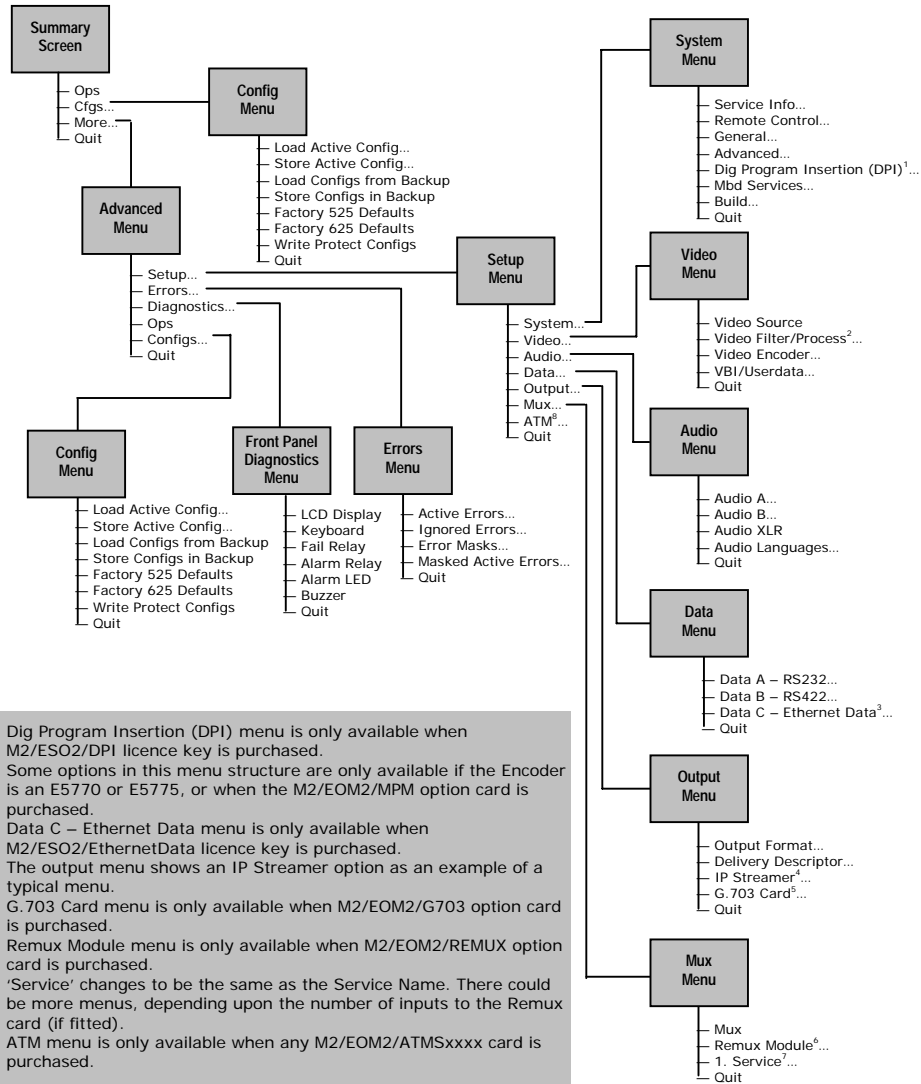 Summary
Screen
Ops
Cfgs...
More...
Quit
Config
Menu
Load Active Config...
Store Active Config...
Load Configs from Backup
Store Configs in Backup
Factory 525 Defaults
Factory 625 Defaults
Write Protect Configs
Quit
Advanced
Menu
Setup...
Errors...
Diagnostics...
Ops
Configs...
Quit
Config
Menu
Load Active Config...
Store Active Config...
Load Configs from Backup
Store Configs in Backup
Factory 525 Defaults
Factory 625 Defaults
Write Protect Configs
Quit
Front Panel
Diagnostics
Menu
LCD Display
Keyboard
Fail Relay
Alarm Relay
Alarm LED
Buzzer
Quit
Errors
Menu
Active Errors...
Ignored Errors...
Error Masks...
Masked Active Errors...
Quit
Setup
Menu
System...
Video...
Audio...
Data...
Output...
Mux...
ATM⁸...
Quit
System
Menu
Service Info...
Remote Control...
General...
Advanced...
Dig Program Insertion (DPI)¹...
Mbd Services...
Build...
Quit
Video
Menu
Video Source
Video Filter/Process²...
Video Encoder...
VBI/Userdata...
Quit
Audio
Menu
Audio A...
Audio B...
Audio XLR
Audio Languages...
Quit
Data
Menu
Data A – RS232...
Data B – RS422...
Data C – Ethernet Data³...
Quit
Output
Menu
Output Format...
Delivery Descriptor...
IP Streamer⁴...
G.703 Card⁵...
Quit
Mux
Menu
Mux
Remux Module⁶...
1. Service⁷...
Quit
Dig Program Insertion (DPI) menu is only available when
M2/ESO2/DPI licence key is purchased.
Some options in this menu structure are only available if the Encoder
is an E5770 or E5775, or when the M2/EOM2/MPM option card is
purchased.
Data C – Ethernet Data menu is only available when
M2/ESO2/EthernetData licence key is purchased.
The output menu shows an IP Streamer option as an example of a
typical menu.
G.703 Card menu is only available when M2/EOM2/G703 option card
is purchased.
Remux Module menu is only available when M2/EOM2/REMUX option
card is purchased.
'Service' changes to be the same as the Service Name. There could
be more menus, depending upon the number of inputs to the Remux
card (if fitted).
ATM menu is only available when any M2/EOM2/ATMSxxxx card is
purchased.